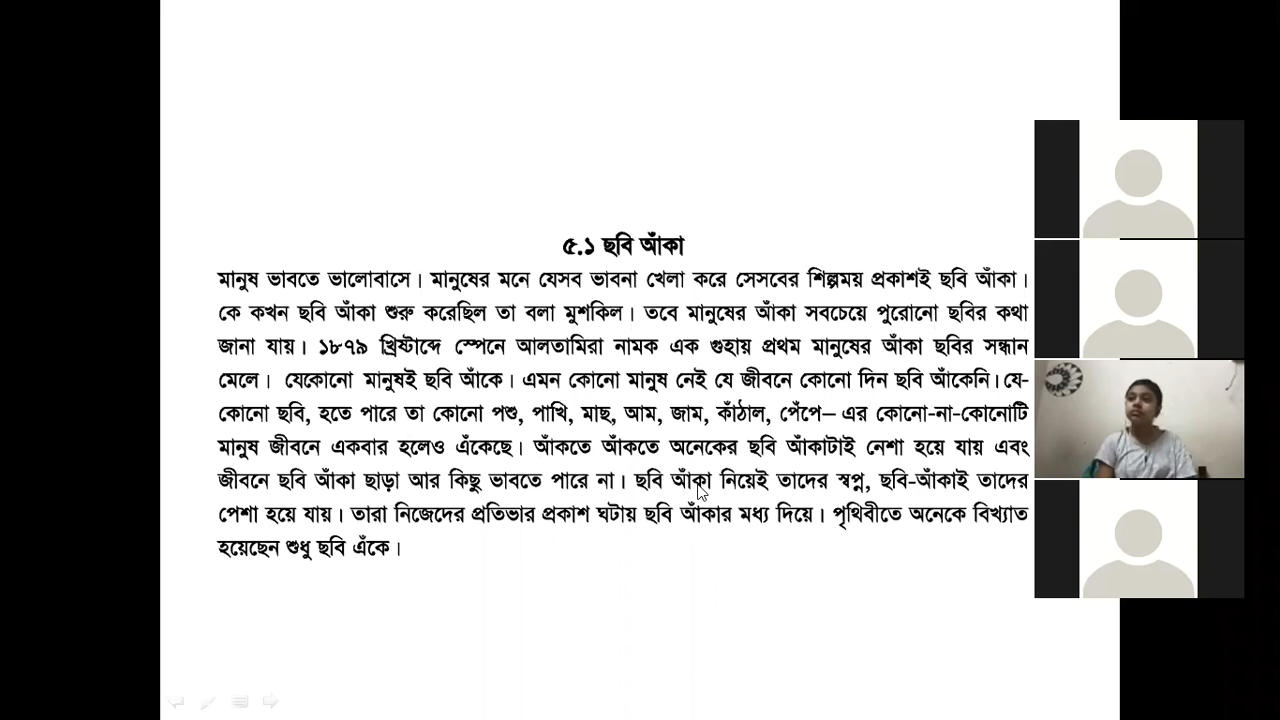 ৫.১ ছবি আঁকা
মানুষ ভাবতে ভালোবাসে। মানুষের মনে যেসব ভাবনা খেলা করে সেসবের শিল্পময় প্রকাশই ছবি আঁকা।
কে কখন ছবি আঁকা শুরু করেছিল তা বলা মুশকিল। তবে মানুষের আঁকা সবচেয়ে পুরোনো ছবির কথা
জানা যায়। ১৮৭৯ খ্রিষ্টাব্দে স্পেনে আলতামিরা নামক এক গুহায় প্রথম মানুষের আঁকা ছবির সন্ধান
মেলে। যেকোনো মানুষই ছবি আঁকে। এমন কোনো মানুষ নেই যে জীবনে কোনো দিন ছবি আঁকেনি। যে-
কোনো ছবি, হতে পারে তা কোনো পশু, পাখি, মাছ, আম, জাম, কাঁঠাল, পেঁপে– এর কোনো-না-কোনোটি
মানুষ জীবনে একবার হলেও এঁকেছে। আঁকতে আঁকতে অনেকের ছবি আঁকাটাই নেশা হয়ে যায় এবং
জীবনে ছবি আঁকা ছাড়া আর কিছু ভাবতে পারে না। ছবি আঁকা নিয়েই তাদের স্বপ্ন, ছবি-আঁকাই তাদের
পেশা হয়ে যায়। তারা নিজেদের প্রতিভার প্রকাশ ঘটায় ছবি আঁকার মধ্য দিয়ে। পৃথিবীতে অনেকে বিখ্যাত
হয়েছেন শুধু ছবি এঁকে।